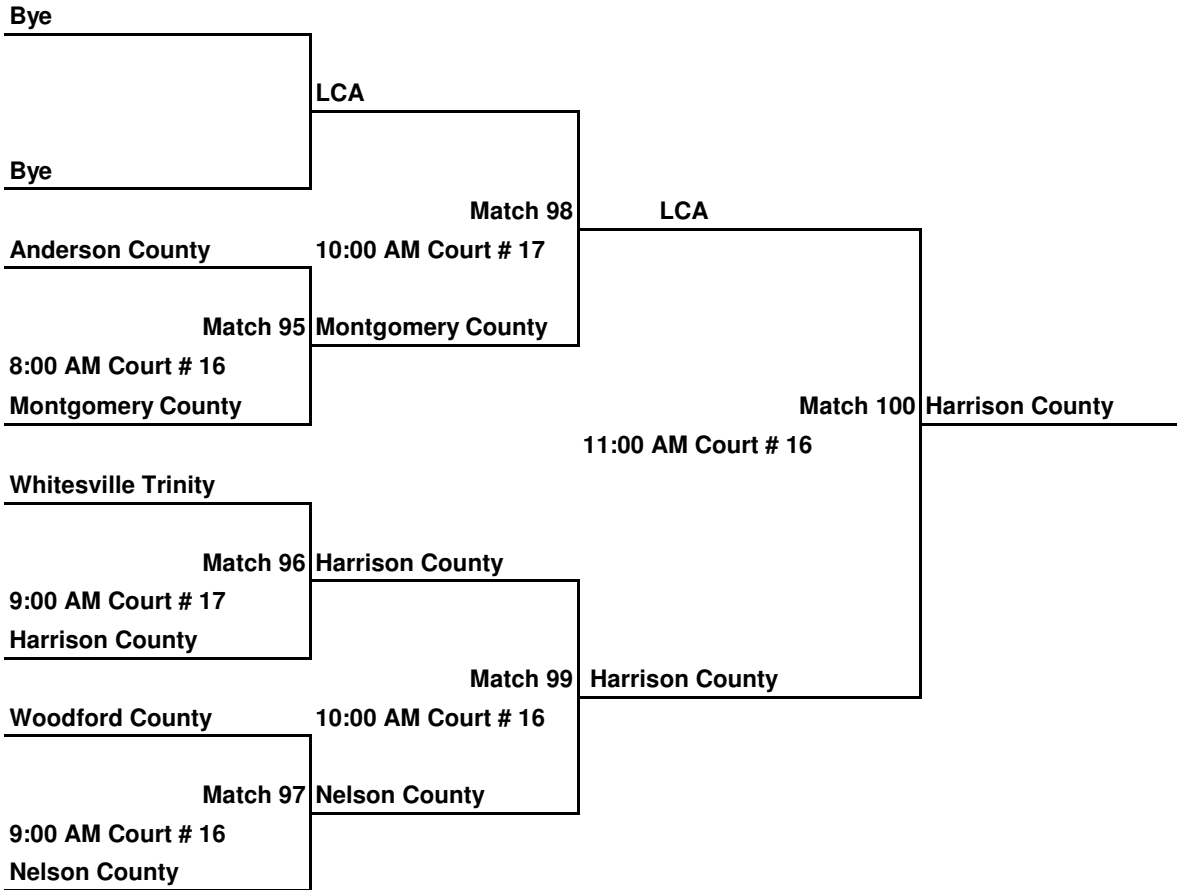 Bye
LCA
Bye
Match 98 LCA
Anderson County 10:00 AM Court # 17
Match 95 Montgomery County
8:00 AM Court # 16
Montgomery County Match 100 Harrison County
11:00 AM Court # 16
Whitesville Trinity
Match 96 Harrison County
9:00 AM Court # 17
Harrison County
Match 99 Harrison County
Woodford County 10:00 AM Court # 16
Match 97 Nelson County
9:00 AM Court # 16
Nelson County